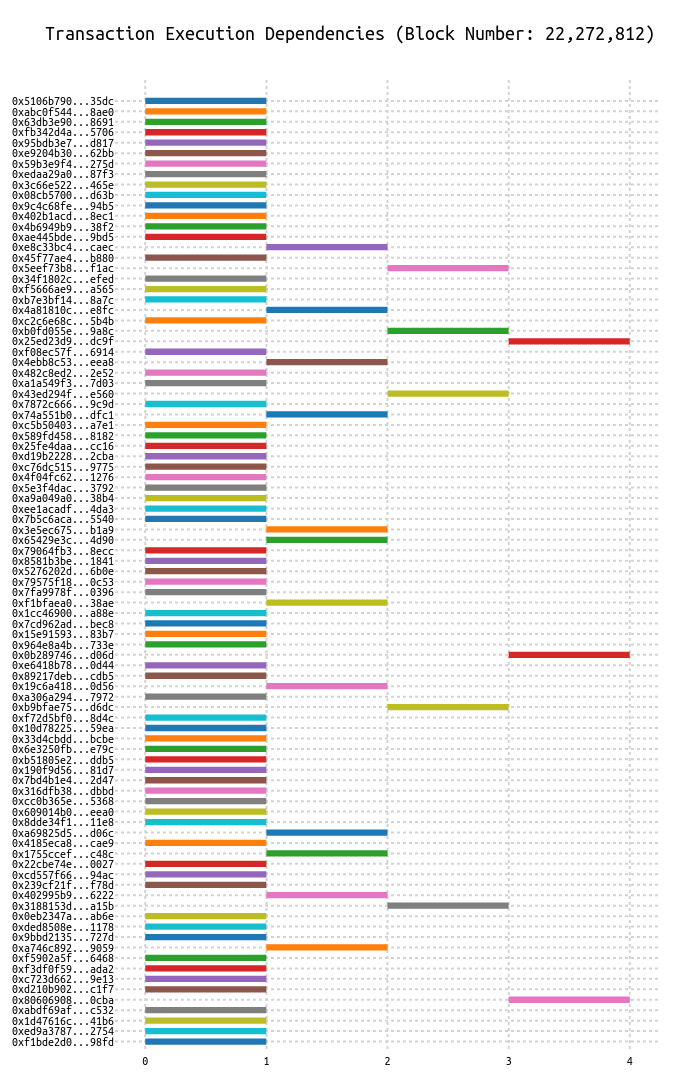 Transaction Execution Dependencies (Block Number: 22,272,812)
0x5106b790...35dc
0xabc0f544...8ae0
0x63db3e90...8691
0xfb342d4a...5706
0x95bdb3e7...d817
0xe9204b30...62bb
0x59b3e9f4...275d
0xedaa29a0...87f3
0x3c66e522...465e
0x08cb5700...d63b
0x9c4c68fe...94b5
0x402b1acd...8ec1
0x4b6949b9...38f2
0xae445bde...9bd5
0xe8c33bc4...caec
0x45f77ae4...b880
0x5eef73b8...f1ac
0x34f1802c...efed
0xf5666ae9...a565
0xb7e3bf14...8a7c
0x4a81810c...e8fc
0xc2c6e68c...5b4b
0xb0fd055e...9a8c
0x25ed23d9...dc9f
0xf08ec57f...6914
0x4ebb8c53...eea8
0x482c8ed2...2e52
0xa1a549f3...7d03
0x43ed294f...e560
0x7872c666...9c9d
0x74a551b0...dfc1
0xc5b50403...a7e1
0x589fd458...8182
0x25fe4daa...cc16
0xd19b2228...2cba
0xc76dc515...9775
0x4f04fc62...1276
0x5e3f4dac...3792
0xa9a049a0...38b4
0xee1acadf...4da3
0x7b5c6aca...5540
0x3e5ec675...b1a9
0x65429e3c...4d90
0x79064fb3...8ecc
0x8581b3be...1841
0x5276202d...6b0e
0x79575f18...0c53
0x7fa9978f...0396
0xf1bfaea0...38ae
0x1cc46900...a88e
0x7cd962ad...bec8
0x15e91593...83b7
0x964e8a4b...733e
0x0b289746...d06d
0xe6418b78...0d44
0x89217deb...cdb5
0x19c6a418...0d56
0xa306a294...7972
0xb9bfae75...d6dc
0xf72d5bf0...8d4c
0x10d78225...59ea
0x33d4cbdd...bcbe
0x6e3250fb...e79c
0xb51805e2...ddb5
0x190f9d56...81d7
0x7bd4b1e4...2d47
0x316dfb38...dbbd
0xcc0b365e...5368
0x609014b0...eea0
0x8dde34f1...11e8
0xa69825d5...d06c
0x4185eca8...cae9
0x1755ccef...c48c
0x22cbe74e...0027
0xcd557f66...94ac
0x239cf21f...f78d
0x402995b9...6222
0x3188153d...a15b
0x0eb2347a...ab6e
0xded8508e...1178
0x9bbd2135...727d
0xa746c892...9059
0xf5902a5f...6468
0xf3df0f59...ada2
0xc723d662...9e13
0xd210b902...c1f7
0x80606908...0cba
0xabdf69af...c532
0x1d47616c...41b6
0xed9a3787...2754
0xf1bde2d0...98fd
0 1 2 3 4